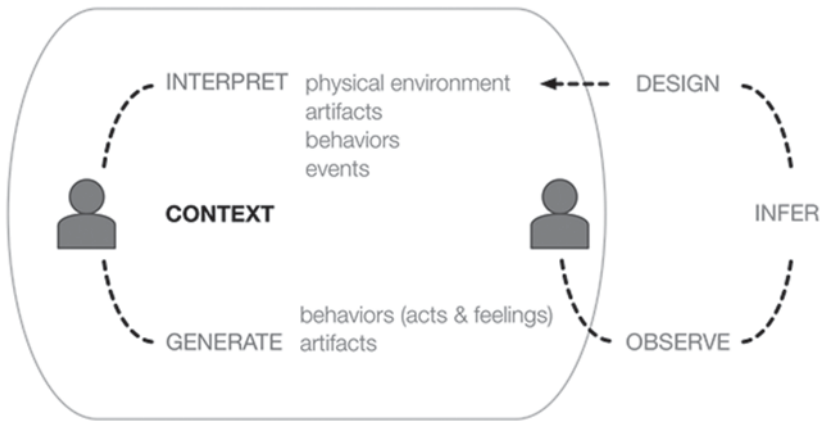 INTERPRET physical environment DESIGN
artifacts
behaviors
events
CONTEXT INFER
behaviors (acts & feelings)
GENERATE artifacts OBSERVE